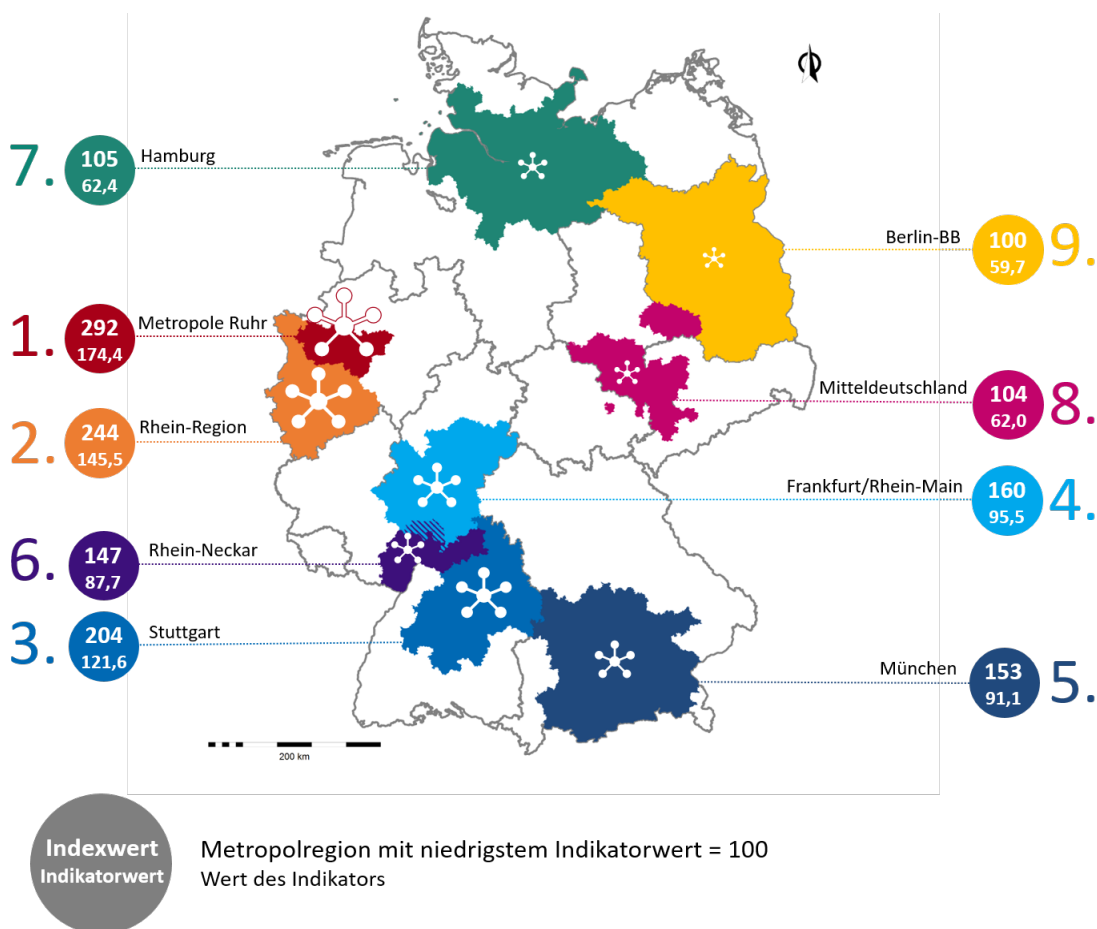 7.
105
62,4
Hamburg
Berlin-BB
100
59,7
9.
1.
292
174,4
Metropole Ruhr
Mitteldeutschland
104
62,0
8.
2.
244
145,5
Rhein-Region
Frankfurt/Rhein-Main
160
95,5
4.
6.
147
87,7
Rhein-Neckar
3.
204
121,6
Stuttgart
München
153
91,1
5.
200 km
Indexwert
Indikatorwert
Metropolregion mit niedrigstem Indikatorwert = 100
Wert des Indikators